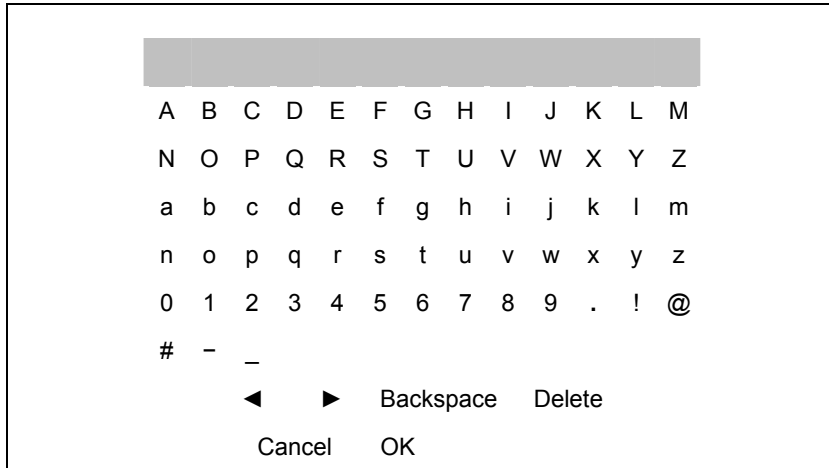 A B C D E F G H I J K L M
N O P Q R S T U V W X Y Z
a b c d e f g h i j k l m
n o p q r s t u v w x y z
0 1 2 3 4 5 6 7 8 9 . ! @
# − _
◄ ► Backspace Delete
Cancel OK